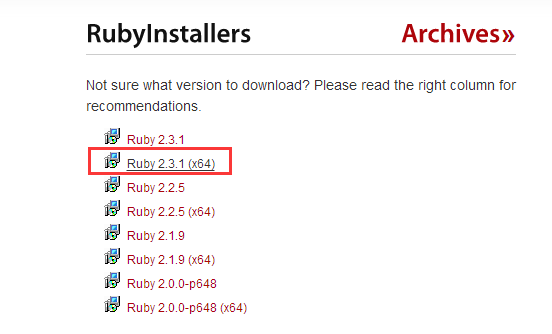 RubyInstallers
Archives»
Not sure what version to download? Please read the right column for
recommendations.
Ruby 2.3.1
Ruby 2.3.1 (x64)
Ruby 2.2.5
Ruby 2.2.5 (x64)
Ruby 2.1.9
Ruby 2.1.9 (x64)
Ruby 2.0.0-p648
Ruby 2.0.0-p648 (x64)